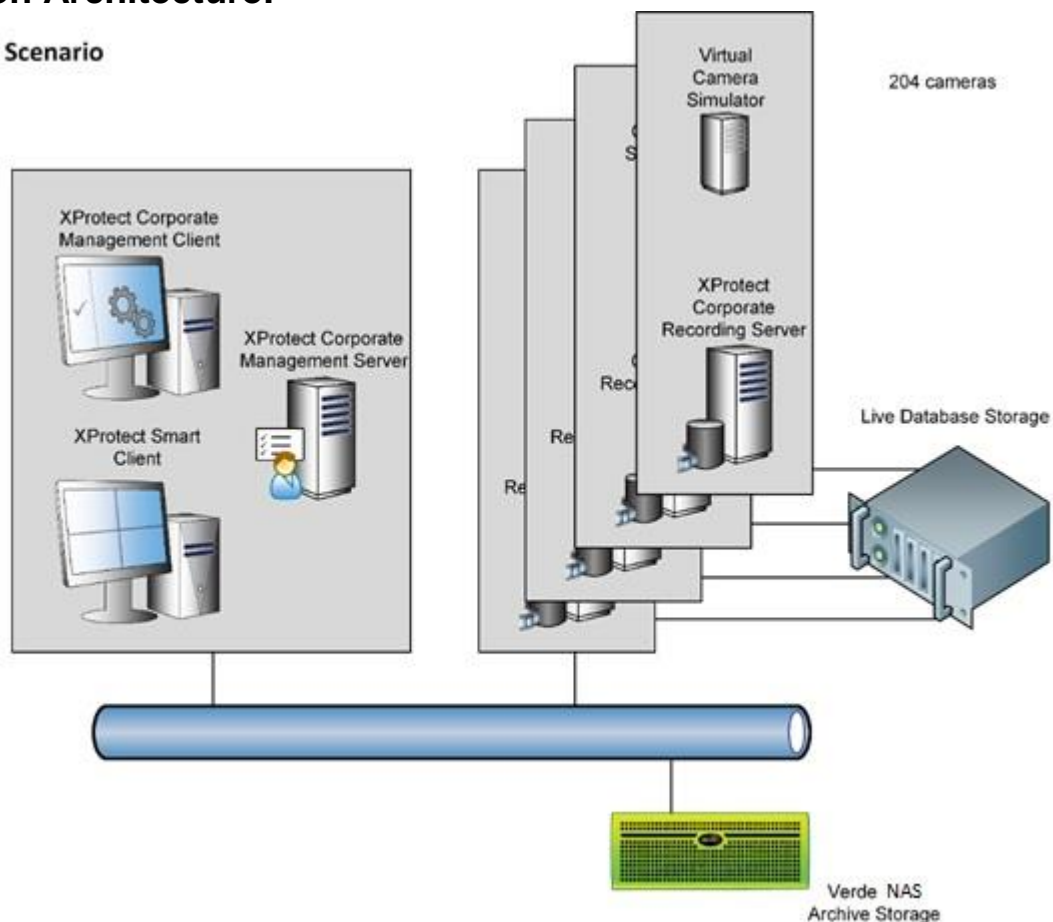 Scenario
204 cameras
XProtect Corporate
Management Client
XProtect Corporate
Management Server
XProtect Smart
Client
Virtual
Camera
Simulator
XProtect
Corporate
Recording Server
Live Database Storage
Verde NAS
Archive Storage